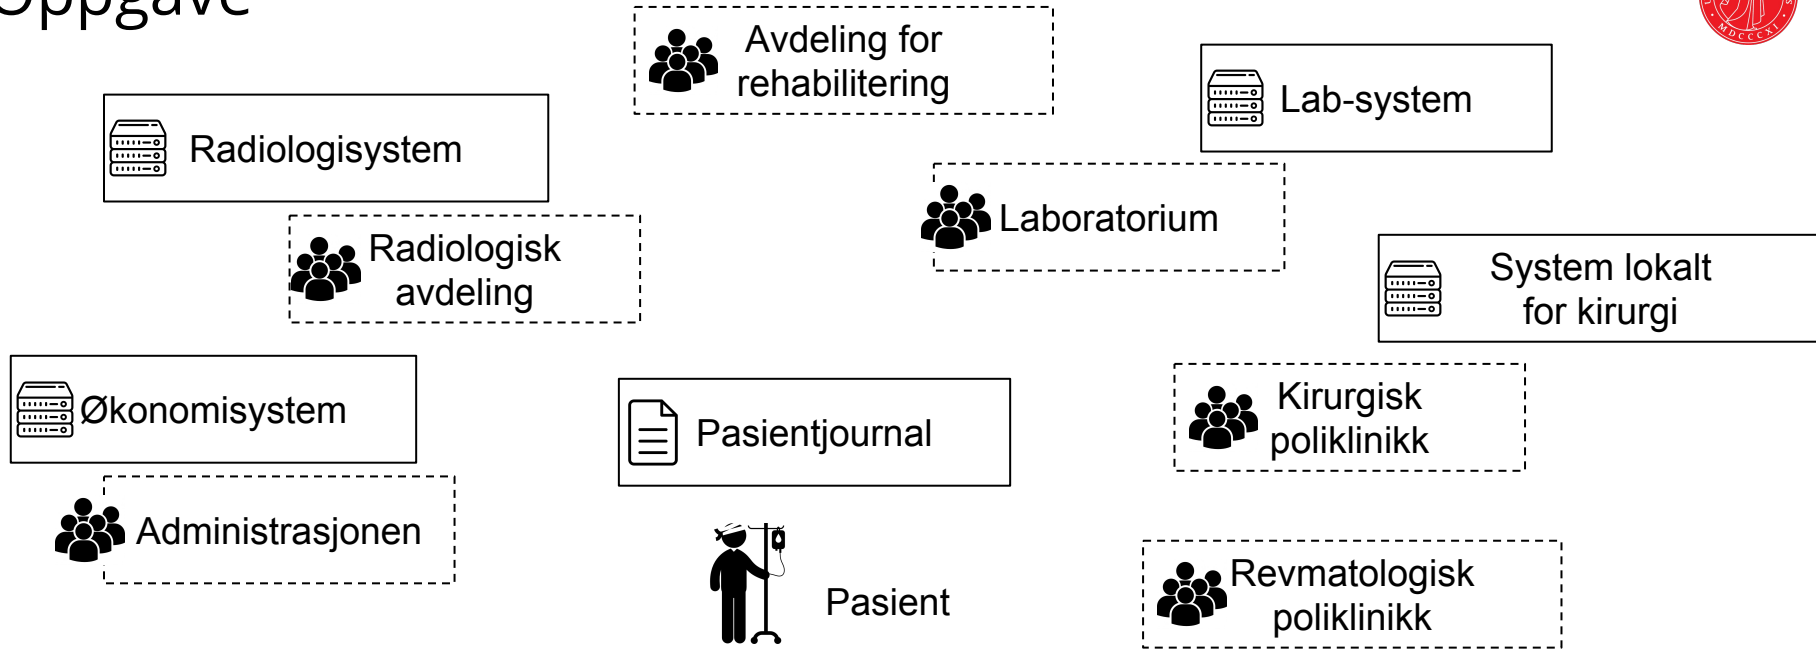 Oppgave
Avdeling for
rehabilitering
Lab-system
Radiologisystem
Laboratorium
Radiologisk
avdeling
System lokalt
for kirurgi
Økonomisystem
Pasientjournal
Kirurgisk
poliklinikk
Administrasjonen
Revmatologisk
poliklinikk
Pasient
MDCCCXI